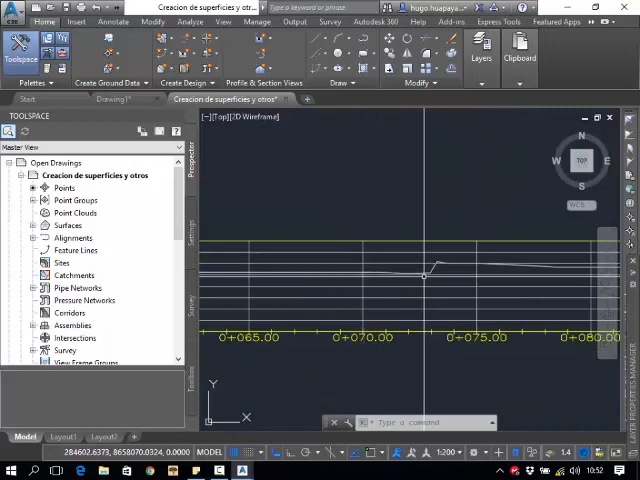 Creacion de superficies y otr...
Type a keyword or phrase
hugo.huapaya...
C3D
Home
Insert
Annotate
Modify
Analyze
View
Manage
Output
Survey
Autodesk 360
Help
Add-ins
Express Tools
Featured Apps
Toolspace
Layers
Clipboard
Palettes
Create Ground Data
Create Design
Profile & Section Views
Draw
Modify
Start
Drawing1*
Creacion de superficies y otros*
TOOLSPACE
Master View
Open Drawings
Creacion de superficies y otros
Points
Point Groups
Point Clouds
Surfaces
Alignments
Feature Lines
Sites
Catchments
Pipe Networks
Pressure Networks
Corridors
Assemblies
Intersections
Survey
View Frame Groups
Prospector
Settings
Survey
Toolbox
[−][Top][2D Wireframe]
N
W
TOP
E
S
WCS
0+065.00
0+070.00
0+075.00
0+080.00
Y
X
Type a command
LAYER PROPERTIES MANAGER
Model
Layout1
Layout2
284602.6373, 8658070.0324, 0.0000
MODEL
1:200
1.4
10:52